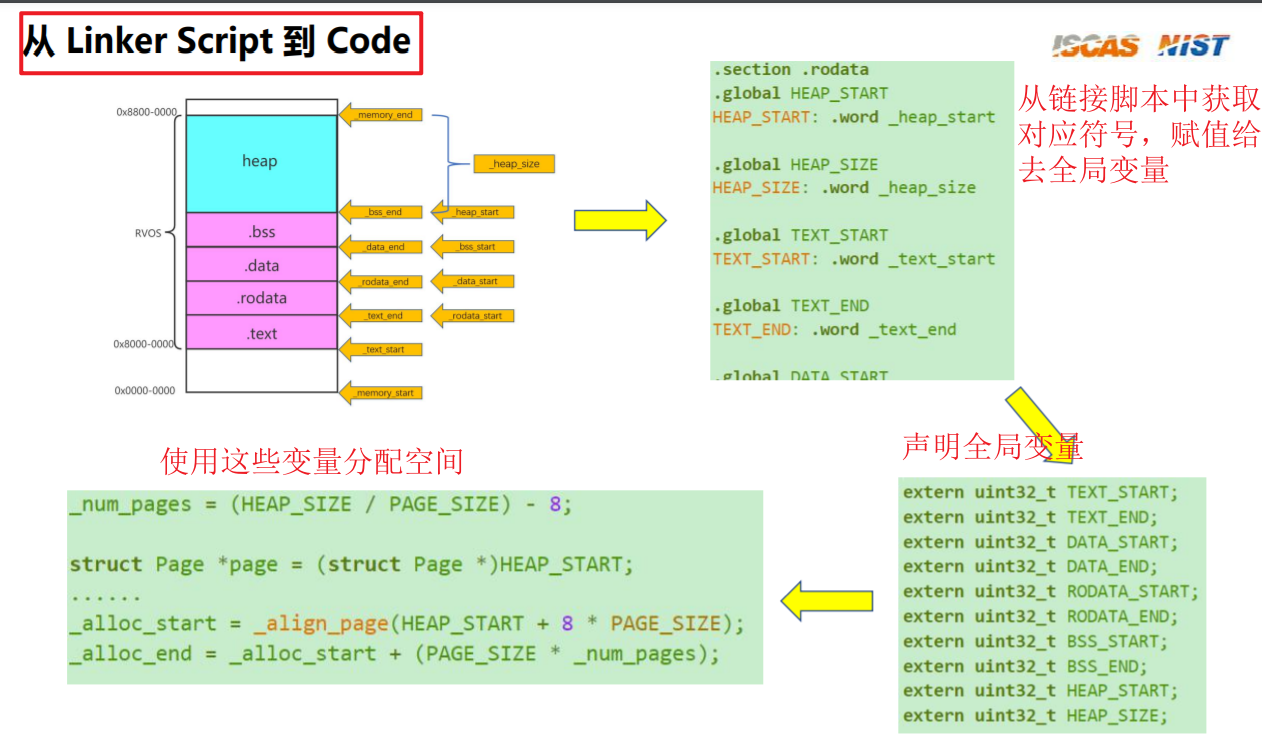 从 Linker Script 到 Code
ISCAS NIST
0x8800-0000
_memory_end
heap
_heap_size
_bss_end
_heap_start
.bss
RVOS
_data_end
_bss_start
.data
_rodata_end
_data_start
.rodata
_text_end
_rodata_start
.text
0x8000-0000
_text_start
0x0000-0000
_memory_start
.section .rodata
.global HEAP_START
HEAP_START: .word _heap_start
.global HEAP_SIZE
HEAP_SIZE: .word _heap_size
.global TEXT_START
TEXT_START: .word _text_start
.global TEXT_END
TEXT_END: .word _text_end
.global DATA_START
从链接脚本中获取
对应符号，赋值给
去全局变量
声明全局变量
extern uint32_t TEXT_START;
extern uint32_t TEXT_END;
extern uint32_t DATA_START;
extern uint32_t DATA_END;
extern uint32_t RODATA_START;
extern uint32_t RODATA_END;
extern uint32_t BSS_START;
extern uint32_t BSS_END;
extern uint32_t HEAP_START;
extern uint32_t HEAP_SIZE;
使用这些变量分配空间
_num_pages = (HEAP_SIZE / PAGE_SIZE) - 8;
struct Page *page = (struct Page *)HEAP_START;
......
_alloc_start = _align_page(HEAP_START + 8 * PAGE_SIZE);
_alloc_end = _alloc_start + (PAGE_SIZE * _num_pages);